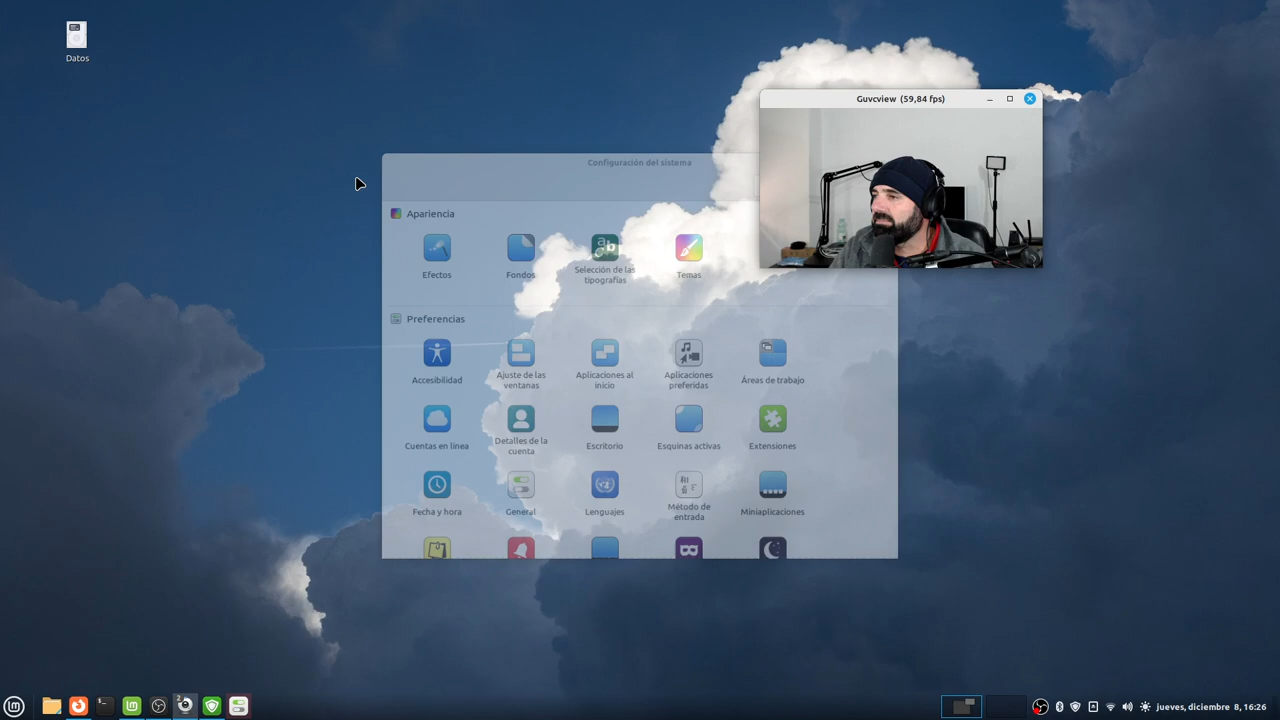 Datos
Guvcview (59,84 fps)
Configuración del sistema
Apariencia
Efectos
Fondos
Selección de las
tipografías
Temas
Preferencias
Accesibilidad
Ajuste de las
ventanas
Aplicaciones al
inicio
Aplicaciones
preferidas
Áreas de trabajo
Cuentas en línea
Detalles de la
cuenta
Escritorio
Esquinas activas
Extensiones
Fecha y hora
General
Lenguajes
Método de
entrada
Miniaplicaciones
jueves, diciembre 8, 16:26